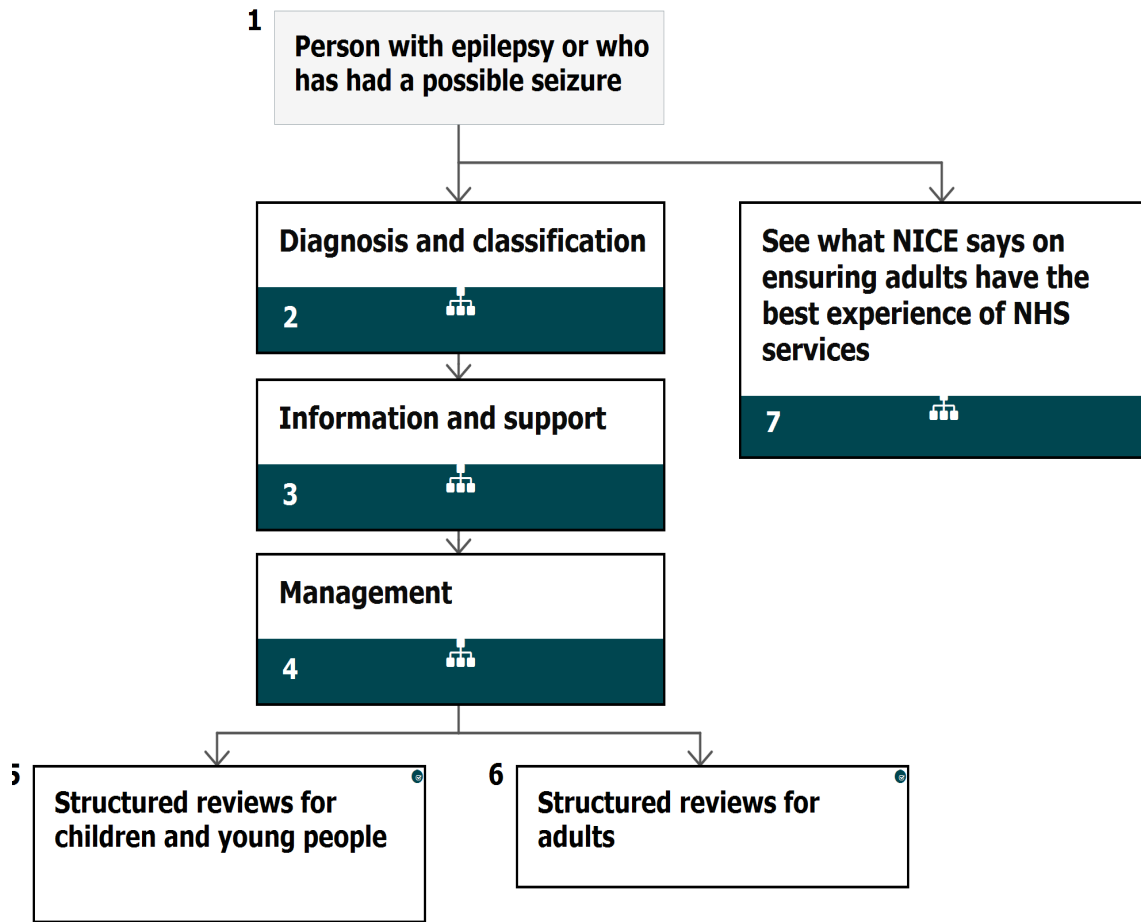 1
Person with epilepsy or who
has had a possible seizure
Diagnosis and classification
2
Information and support
3
Management
4
5
Structured reviews for
children and young people
6
Structured reviews for
adults
See what NICE says on
ensuring adults have the
best experience of NHS
services
7